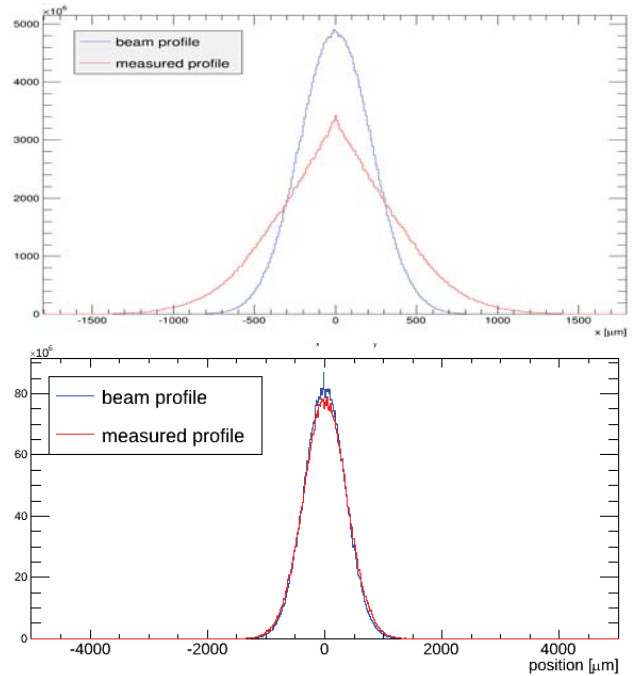 ×10⁶
5000
beam profile
measured profile
4000
3000
2000
1000
0
-1500 -1000 -500 0 500 1000 1500
x [μm]
x y
×10⁶
beam profile
measured profile
80
60
40
20
0
-4000 -2000 0 2000 4000
position [μm]